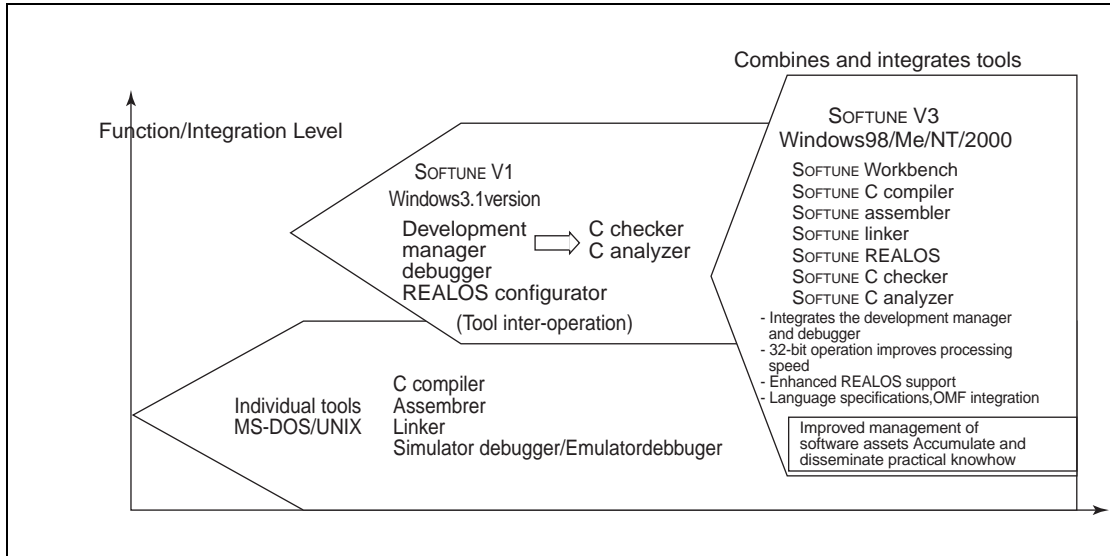 Combines and integrates tools
Function/Integration Level
SOFTUNE V3
Windows98/Me/NT/2000
SOFTUNE Workbench
SOFTUNE C compiler
SOFTUNE assembler
SOFTUNE linker
SOFTUNE REALOS
SOFTUNE C checker
SOFTUNE C analyzer
- Integrates the development manager
and debugger
- 32-bit operation improves processing
speed
- Enhanced REALOS support
- Language specifications,OMF integration
Improved management of
software assets Accumulate and
disseminate practical knowhow
SOFTUNE V1
Windows3.1version
Development
manager
debugger
REALOS configurator
C checker
C analyzer
(Tool inter-operation)
Individual tools
MS-DOS/UNIX
C compiler
Assembrer
Linker
Simulator debugger/Emulatordebbuger